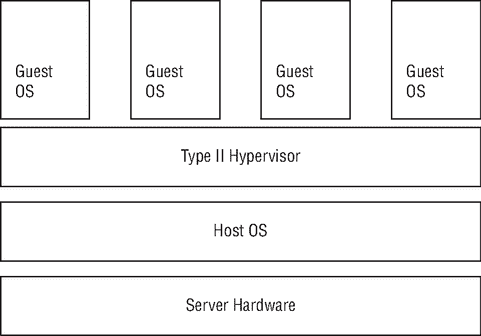 Guest
OS
Guest
OS
Guest
OS
Guest
OS
Type II Hypervisor
Host OS
Server Hardware